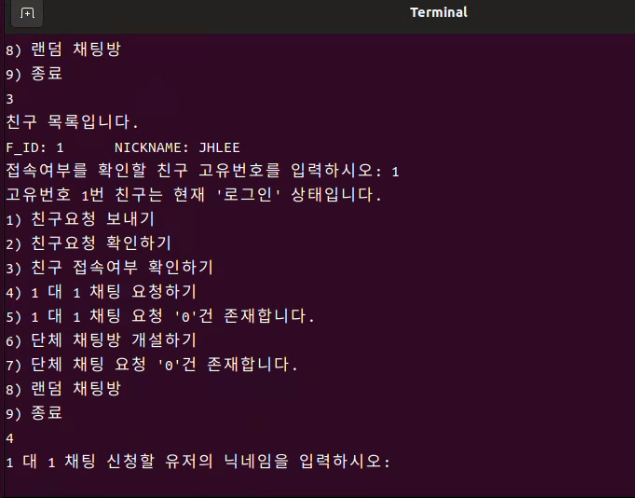 Terminal
8) 랜덤 채팅방
9) 종료
3
친구 목록입니다.
F_ID: 1      NICKNAME: JHLEE
접속여부를 확인할 친구 고유번호를 입력하시오: 1
고유번호 1번 친구는 현재 '로그인' 상태입니다.
1) 친구요청 보내기
2) 친구요청 확인하기
3) 친구 접속여부 확인하기
4) 1 대 1 채팅 요청하기
5) 1 대 1 채팅 요청 '0'건 존재합니다.
6) 단체 채팅방 개설하기
7) 단체 채팅 요청 '0'건 존재합니다.
8) 랜덤 채팅방
9) 종료
4
1 대 1 채팅 신청할 유저의 닉네임을 입력하시오: